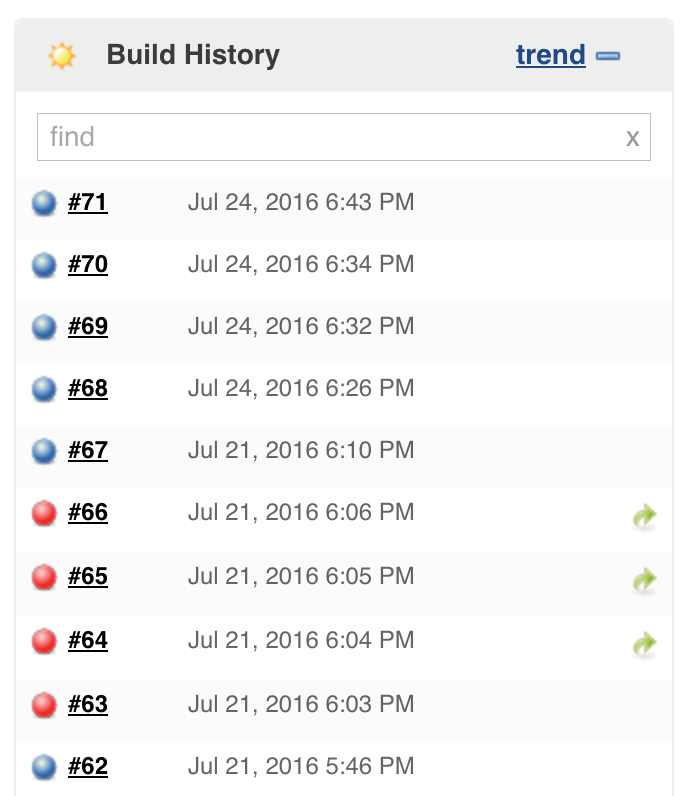 Build History trend
find x
#71 Jul 24, 2016 6:43 PM
#70 Jul 24, 2016 6:34 PM
#69 Jul 24, 2016 6:32 PM
#68 Jul 24, 2016 6:26 PM
#67 Jul 21, 2016 6:10 PM
#66 Jul 21, 2016 6:06 PM
#65 Jul 21, 2016 6:05 PM
#64 Jul 21, 2016 6:04 PM
#63 Jul 21, 2016 6:03 PM
#62 Jul 21, 2016 5:46 PM